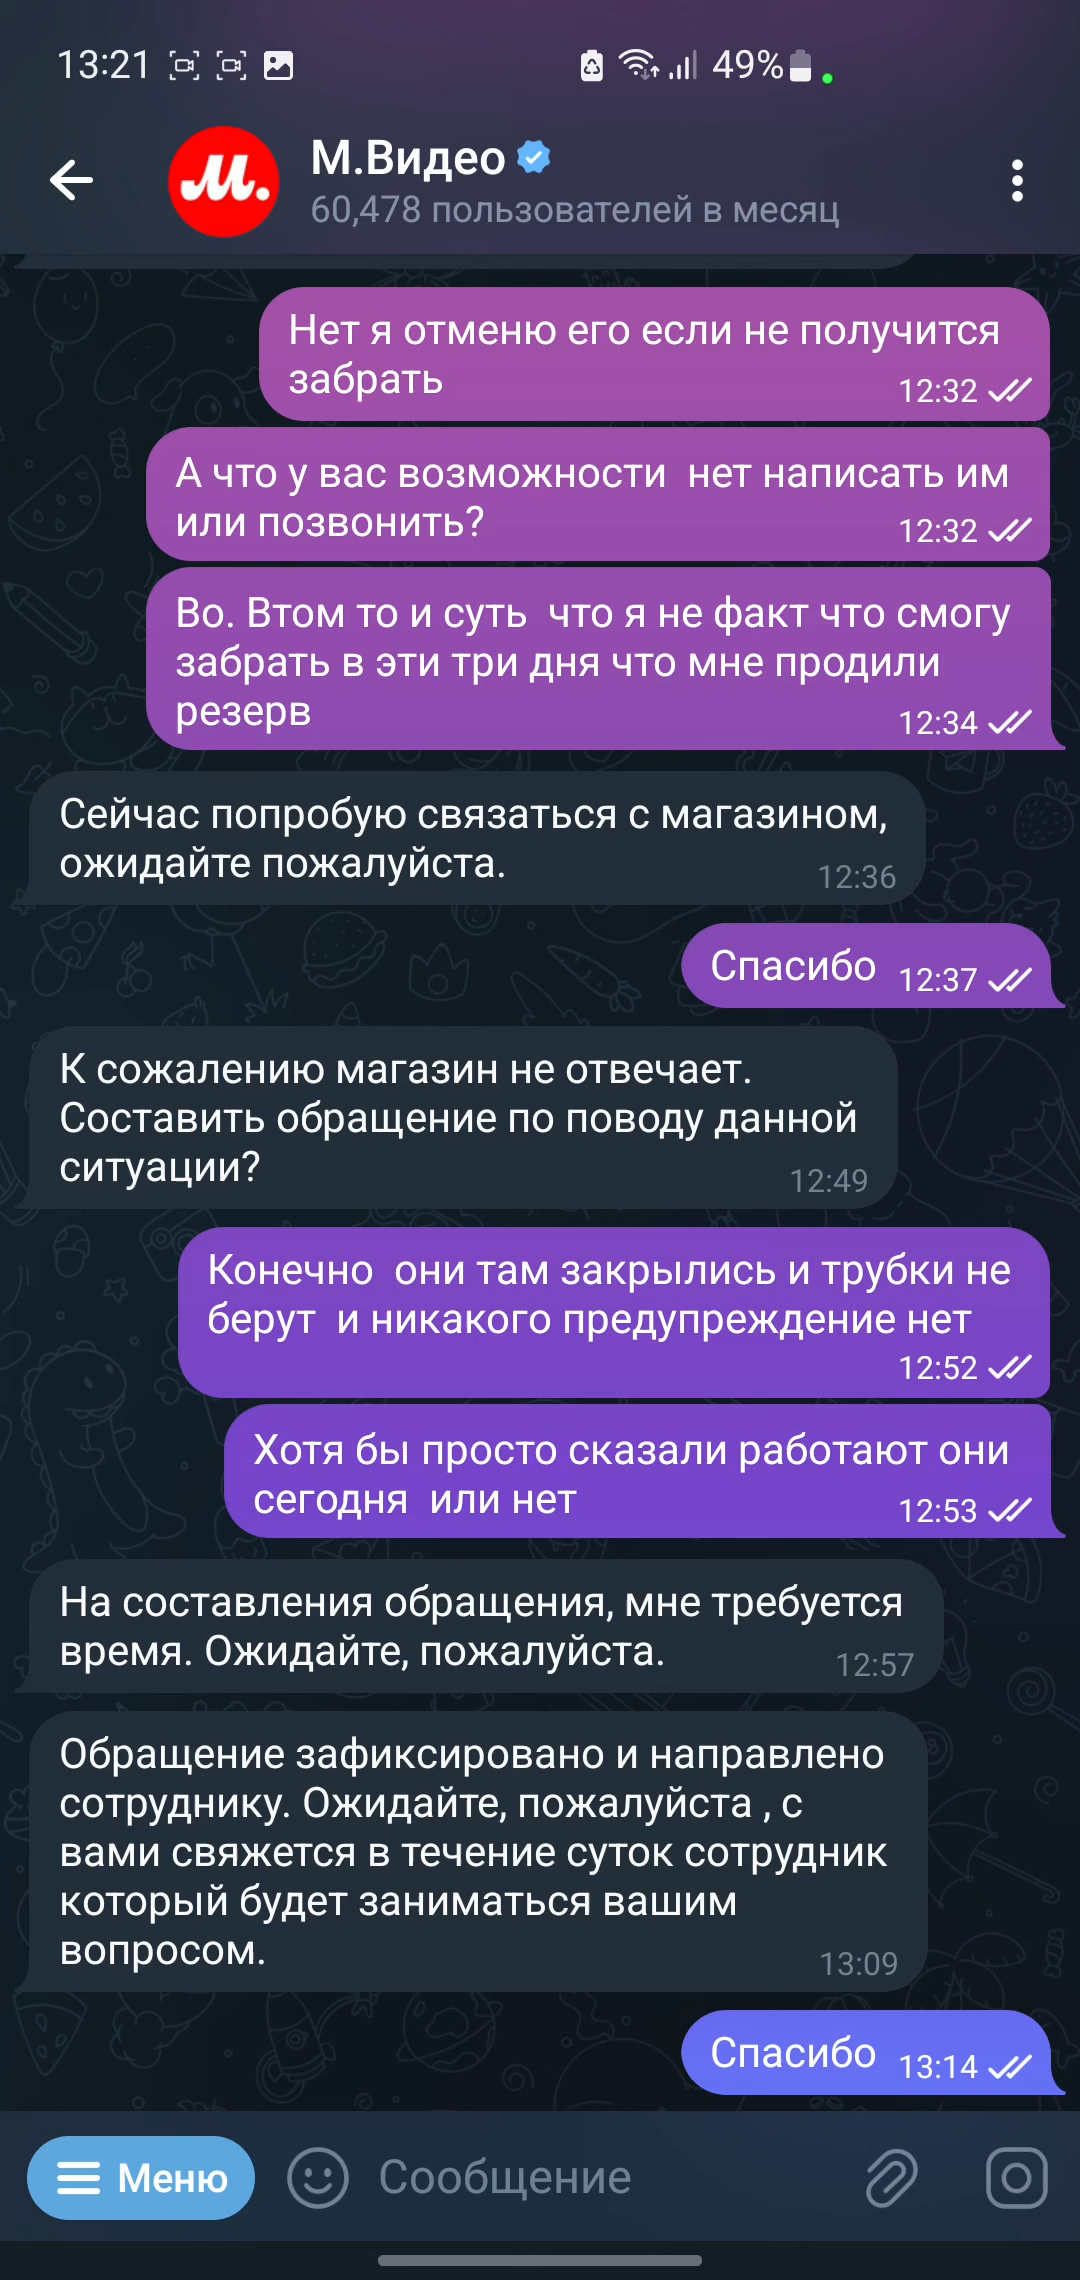 13:21 49%
М.Видео
60,478 пользователей в месяц
Нет я отменю его если не получится
забрать
12:32
А что у вас возможности  нет написать им
или позвонить?
12:32
Во. Втом то и суть  что я не факт что смогу
забрать в эти три дня что мне продили
резерв
12:34
Сейчас попробую связаться с магазином,
ожидайте пожалуйста.
12:36
Спасибо 12:37
К сожалению магазин не отвечает.
Составить обращение по поводу данной
ситуации?
12:49
Конечно  они там закрылись и трубки не
берут  и никакого предупреждение нет
12:52
Хотя бы просто сказали работают они
сегодня  или нет
12:53
На составления обращения, мне требуется
время. Ожидайте, пожалуйста.
12:57
Обращение зафиксировано и направлено
сотруднику. Ожидайте, пожалуйста , с
вами свяжется в течение суток сотрудник
который будет заниматься вашим
вопросом.
13:09
Спасибо 13:14
Меню Сообщение